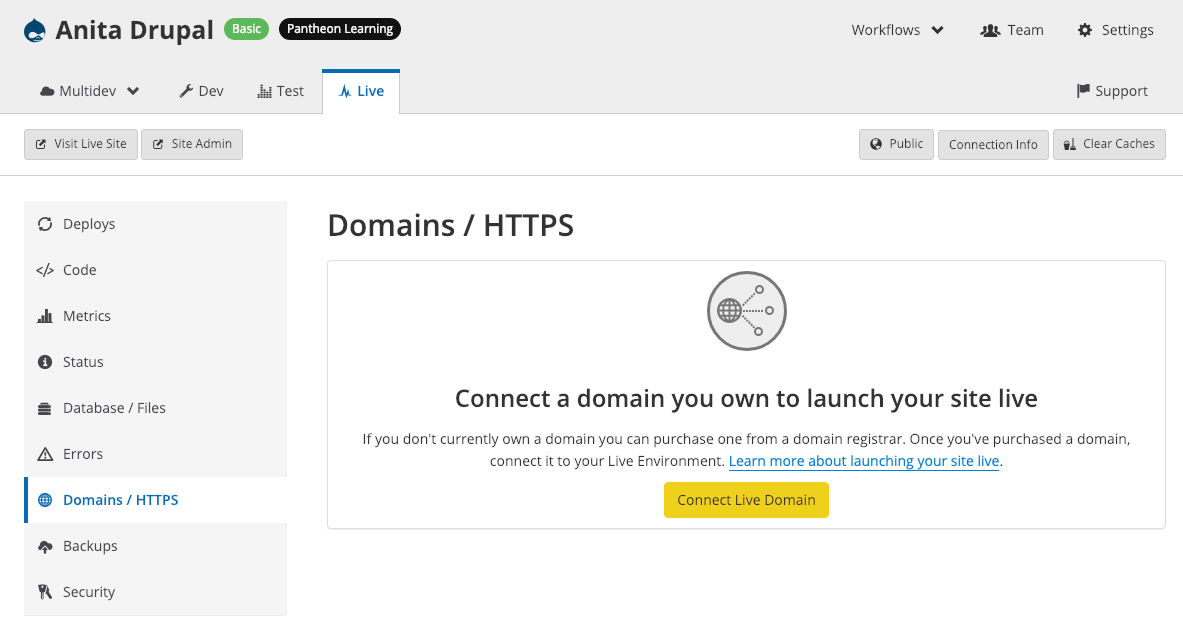 Anita Drupal Basic Pantheon Learning Workflows Team Settings
Multidev Dev Test Live Support
Visit Live Site Site Admin Public Connection Info Clear Caches
Deploys
Code
Metrics
Status
Database / Files
Errors
Domains / HTTPS
Backups
Security
Domains / HTTPS
Connect a domain you own to launch your site live
If you don't currently own a domain you can purchase one from a domain registrar. Once you've purchased a domain,
connect it to your Live Environment. Learn more about launching your site live.
Connect Live Domain